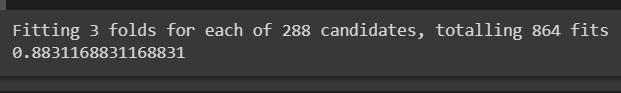 Fitting 3 folds for each of 288 candidates, totalling 864 fits
0.8831168831168831